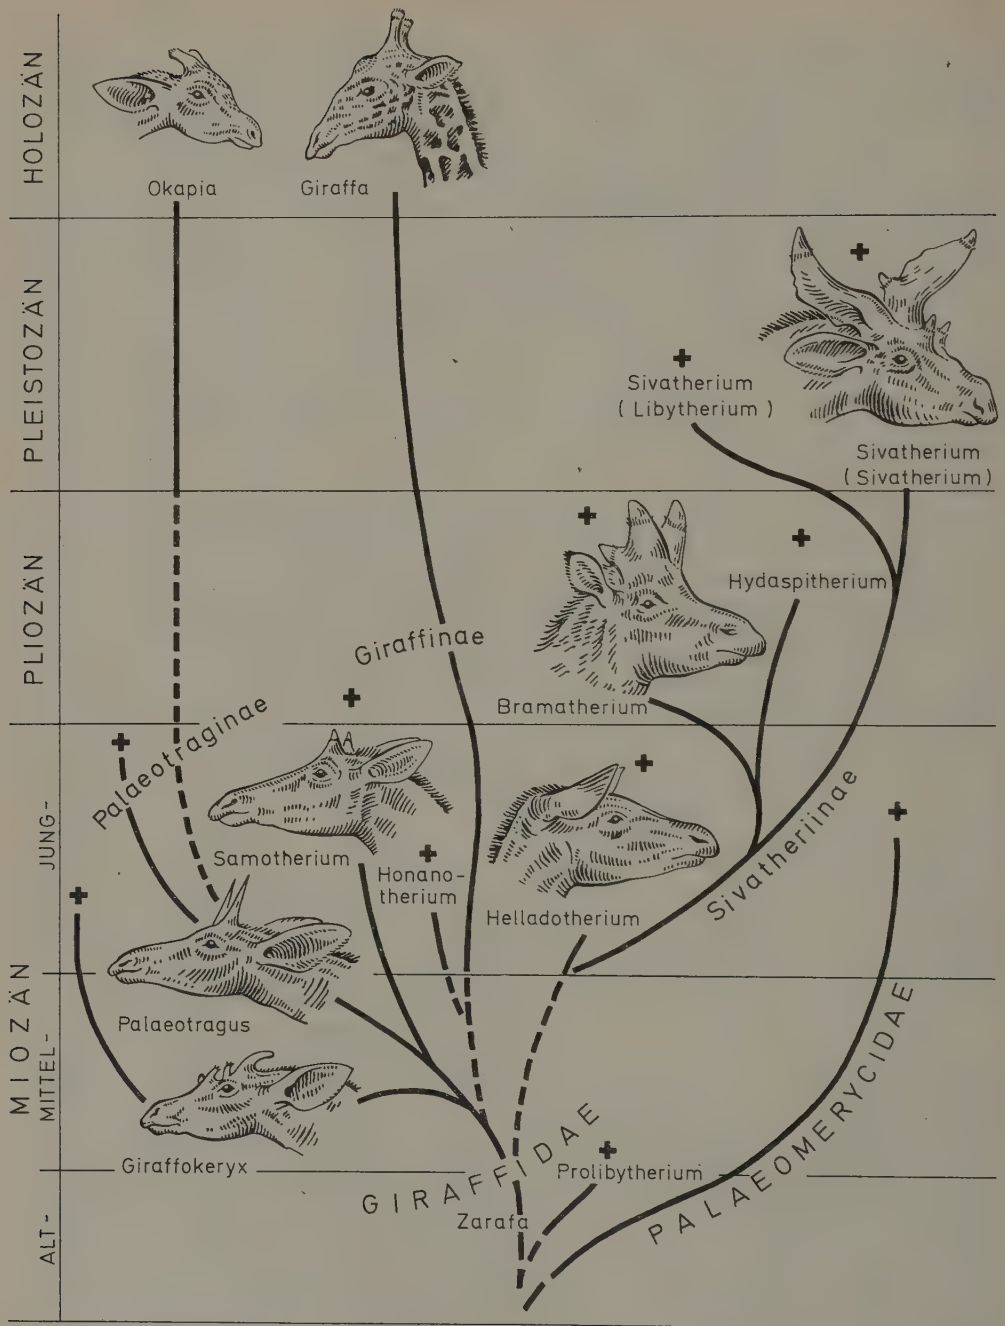 HOLOZÄN
Okapia
Giraffa
PLEISTOZÄN
Sivatherium
( Libytherium )
Sivatherium
( Sivatherium )
PLIOZÄN
Hydaspitherium
Giraffinae
Bramatherium
Palaeotraginae
MIOZÄN
JUNG-
Samotherium
Honano-
therium
Helladotherium
Sivatheriinae
MITTEL-
Palaeotragus
Giraffokeryx
GIRAFFIDAE
Prolibytherium
PALAEOMERYCIDAE
ALT-
Zarafa